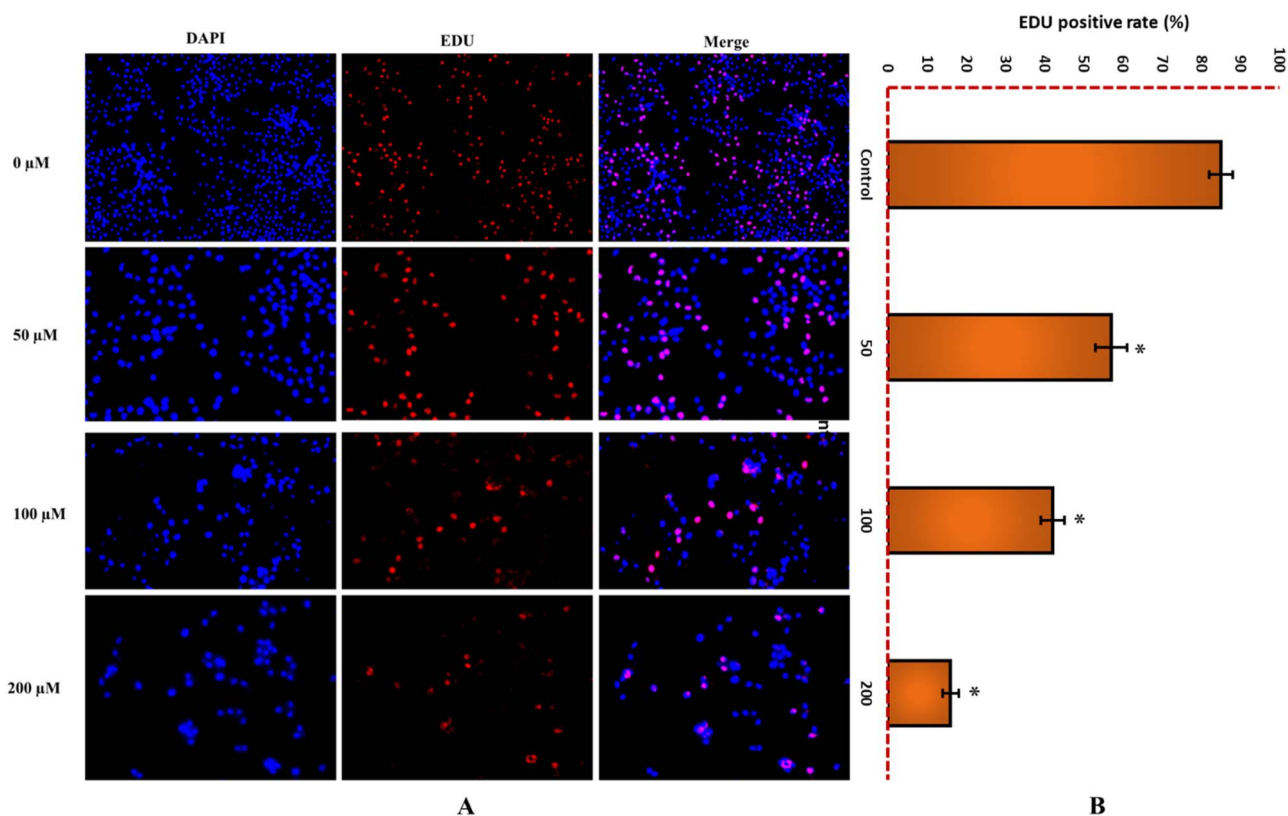 DAPI EDU Merge
0 µM
50 µM
100 µM
200 µM
A
EDU positive rate (%)
0 10 20 30 40 50 60 70 80 90 100
Control
50
*
100
*
200
*
B